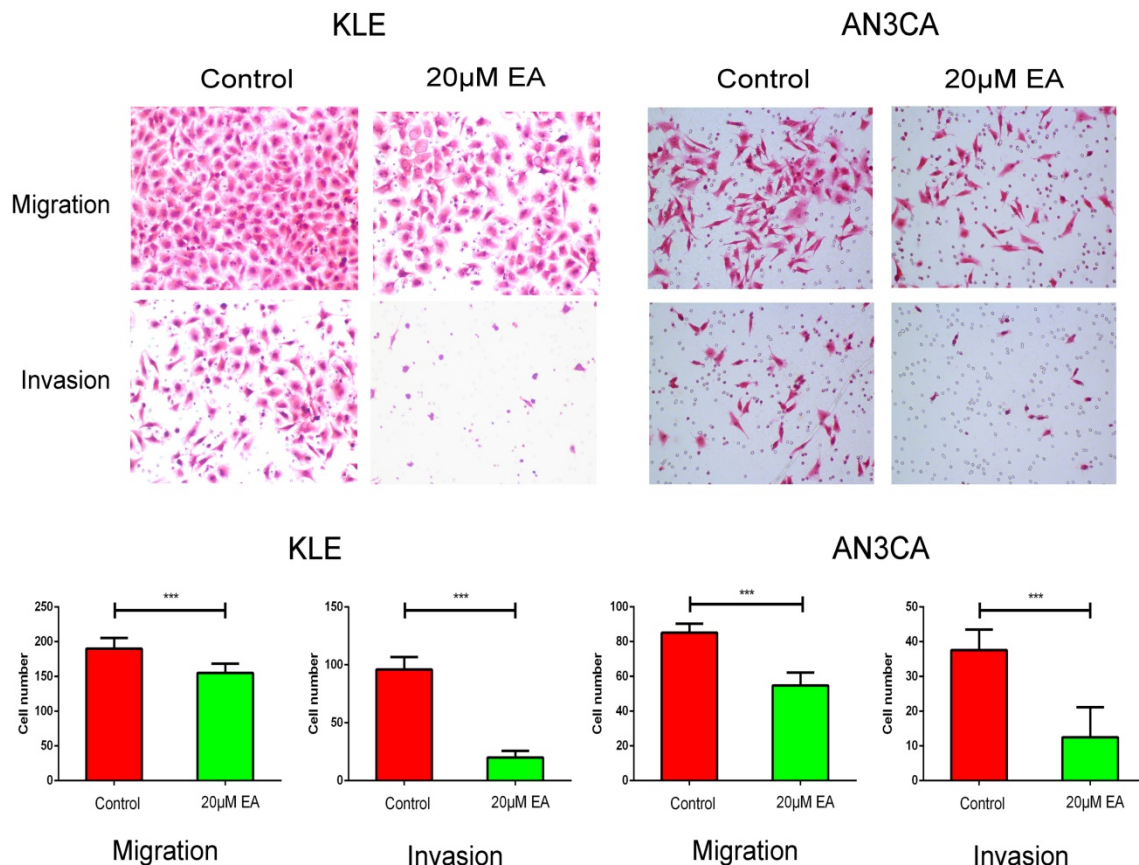 KLE AN3CA
Control 20µM EA Control 20µM EA
Migration
Invasion
KLE AN3CA
*** *** *** ***
250 150 100 50
200 100 80 40
150 60 30
100 50 40 20
50 20 10
0 0 0 0
Cell number Cell number Cell number Cell number
Control 20µM EA Control 20µM EA Control 20µM EA Control 20µM EA
Migration Invasion Migration Invasion